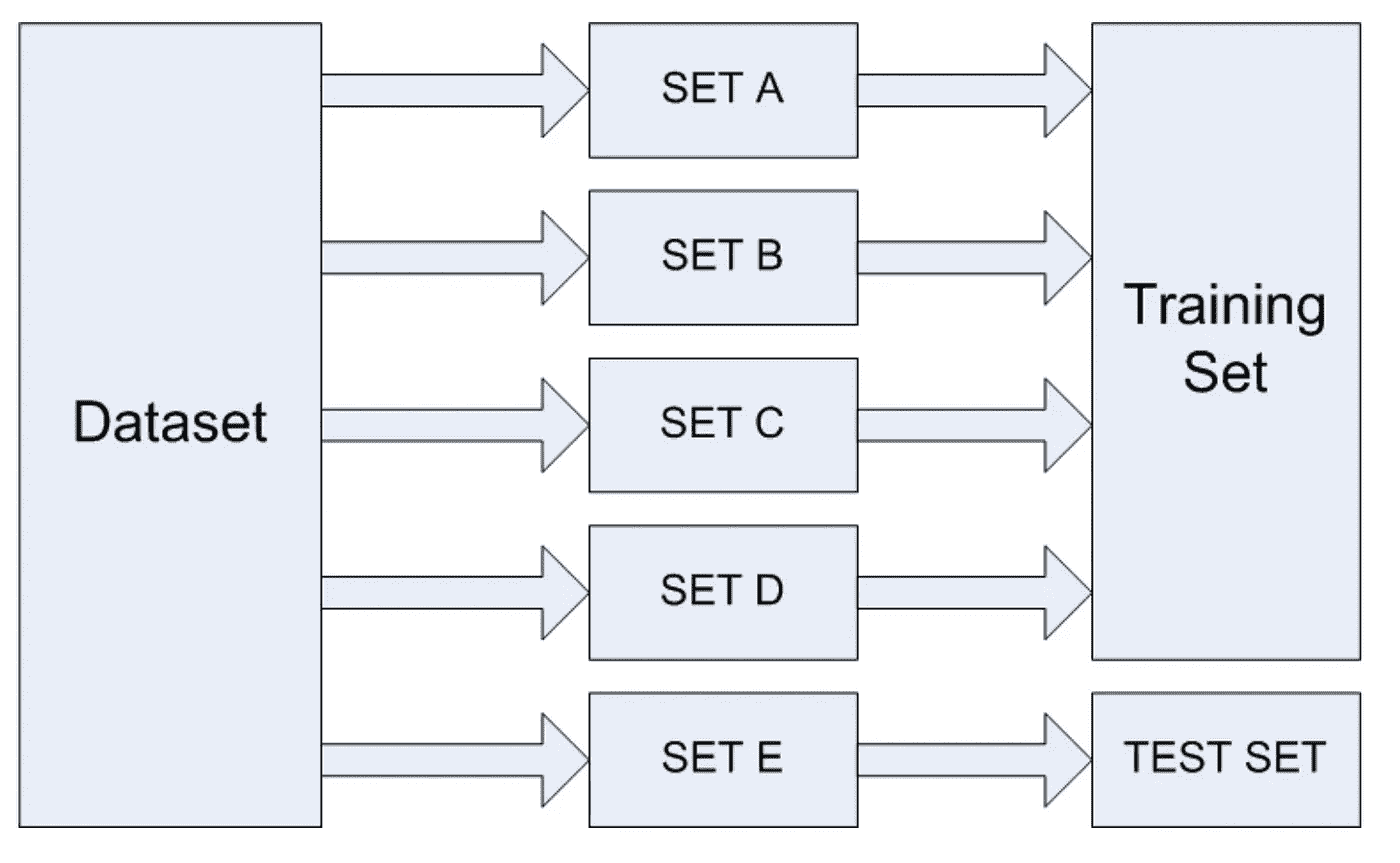 Dataset
SET A
SET B
SET C
SET D
SET E
Training
Set
TEST SET